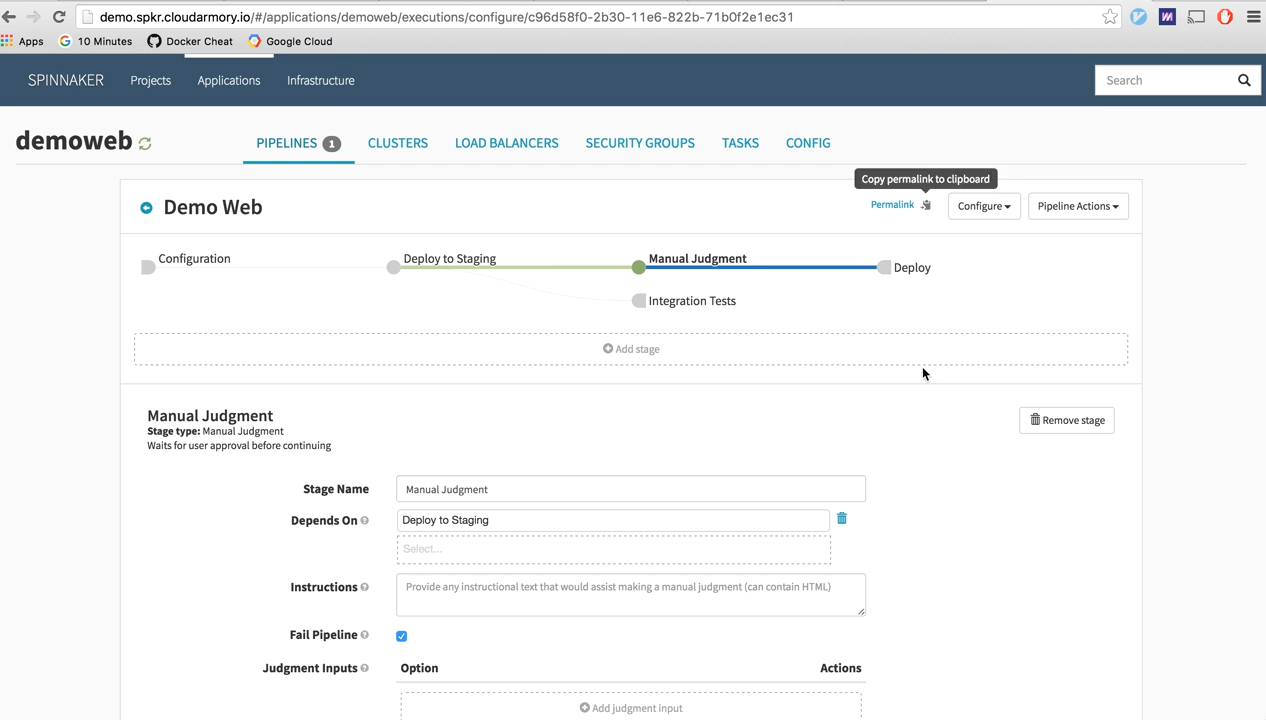 demo.spkr.cloudarmory.io/#/applications/demoweb/executions/configure/c96d58f0-2b30-11e6-822b-71b0f2e1ec31
Apps 10 Minutes Docker Cheat Google Cloud
SPINNAKER Projects Applications Infrastructure Search
demoweb PIPELINES 1 CLUSTERS LOAD BALANCERS SECURITY GROUPS TASKS CONFIG
Copy permalink to clipboard
Demo Web Permalink Configure Pipeline Actions
Configuration Deploy to Staging Manual Judgment Deploy
Integration Tests
Add stage
Manual Judgment
Stage type: Manual Judgment
Waits for user approval before continuing
Remove stage
Stage Name Manual Judgment
Depends On Deploy to Staging
Select...
Instructions Provide any instructional text that would assist making a manual judgment (can contain HTML)
Fail Pipeline
Judgment Inputs Option Actions
Add judgment input